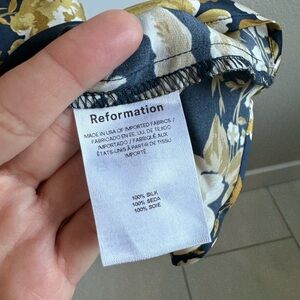 Reformation
MADE IN USA OF IMPORTED FABRICS /
FABRICADO EN EE. UU. DE TEJIDO
IMPORTADO / FABRIQUÉ AUX
ÉTATS-UNIS À PARTIR DE TISSU
IMPORTÉ
100% SILK
100% SEDA
100% SOIE